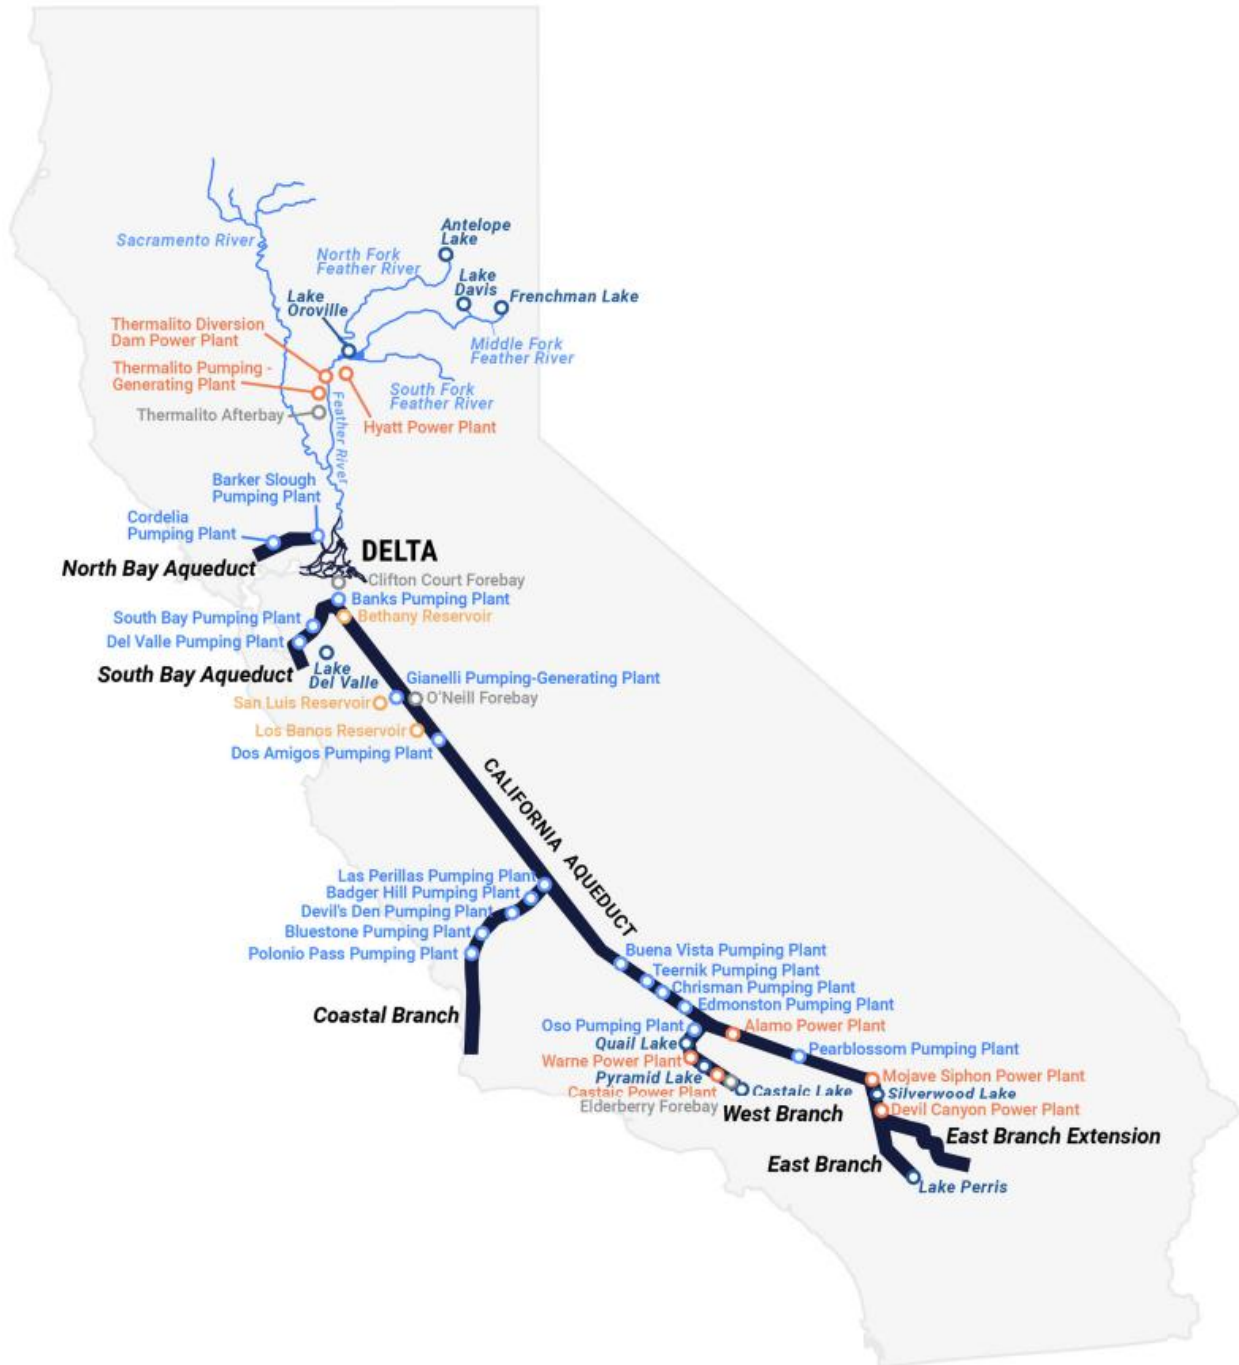 Antelope
Lake
Sacramento River
North Fork
Feather River
Lake
Davis
Frenchman Lake
Lake
Oroville
Thermalito Diversion
Dam Power Plant
Middle Fork
Feather River
Thermalito Pumping -
Generating Plant
South Fork
Feather River
Thermalito Afterbay
Feather River
Hyatt Power Plant
Barker Slough
Pumping Plant
Cordelia
Pumping Plant
DELTA
North Bay Aqueduct
Clifton Court Forebay
Banks Pumping Plant
South Bay Pumping Plant
Bethany Reservoir
Del Valle Pumping Plant
South Bay Aqueduct
Lake
Del Valle
Gianelli Pumping-Generating Plant
San Luis Reservoir
O'Neill Forebay
Los Banos Reservoir
Dos Amigos Pumping Plant
CALIFORNIA AQUEDUCT
Las Perillas Pumping Plant
Badger Hill Pumping Plant
Devil's Den Pumping Plant
Bluestone Pumping Plant
Polonio Pass Pumping Plant
Buena Vista Pumping Plant
Teernik Pumping Plant
Chrisman Pumping Plant
Edmonston Pumping Plant
Coastal Branch
Oso Pumping Plant
Alamo Power Plant
Quail Lake
Pearblossom Pumping Plant
Warne Power Plant
Pyramid Lake
Mojave Siphon Power Plant
Castaic Power Plant
Castaic Lake
Silverwood Lake
Elderberry Forebay
West Branch
Devil Canyon Power Plant
East Branch Extension
East Branch
Lake Perris